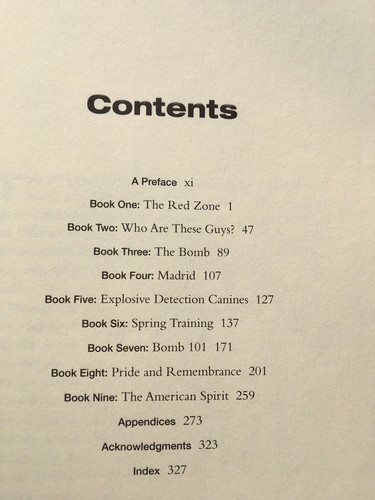 Contents
A Preface xi
Book One: The Red Zone 1
Book Two: Who Are These Guys? 47
Book Three: The Bomb 89
Book Four: Madrid 107
Book Five: Explosive Detection Canines 127
Book Six: Spring Training 137
Book Seven: Bomb 101 171
Book Eight: Pride and Remembrance 201
Book Nine: The American Spirit 259
Appendices 273
Acknowledgments 323
Index 327